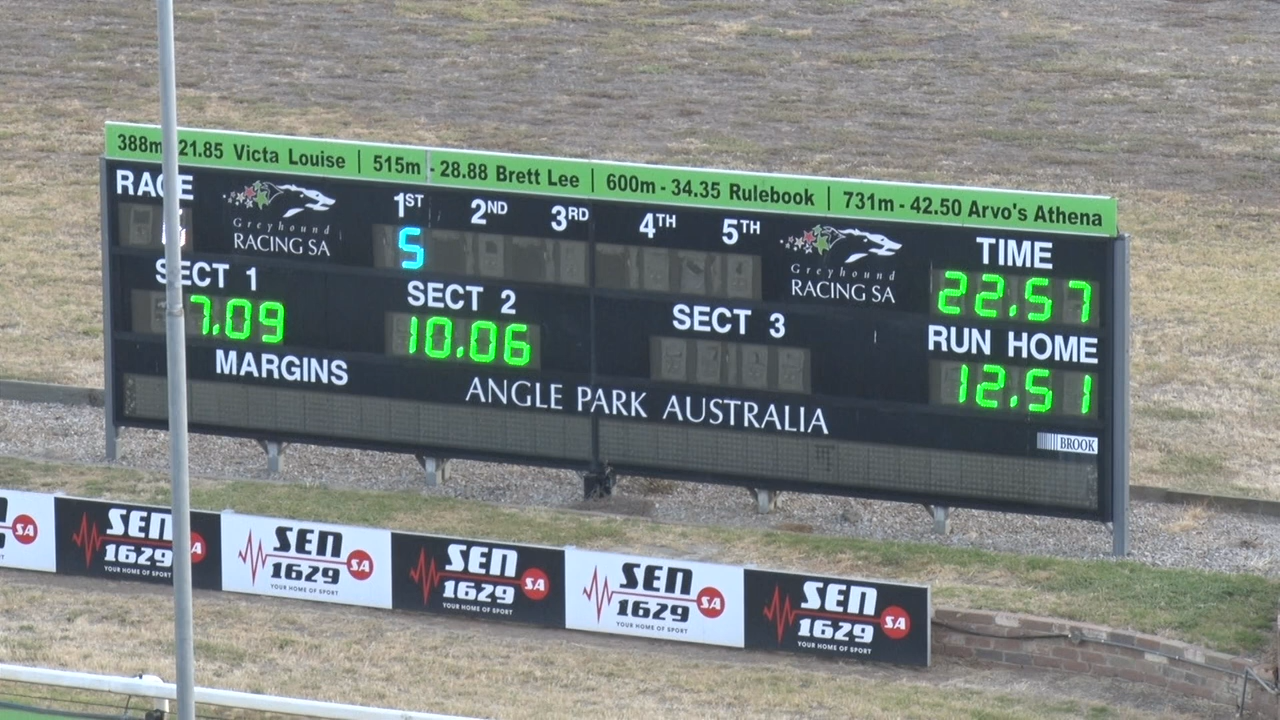 388m 21.85 Victa Louise | 515m - 28.88 Brett Lee | 600m - 34.35 Rulebook | 731m - 42.50 Arvo's Athena
RACE
Greyhound
RACING SA
1ST 2ND 3RD 4TH 5TH
5
Greyhound
RACING SA
TIME
22.57
SECT 1
7.09
SECT 2
10.06
SECT 3
RUN HOME
12.51
MARGINS
ANGLE PARK AUSTRALIA
BROOK
SA
SEN
1629
SA
YOUR HOME OF SPORT
SEN
1629
SA
YOUR HOME OF SPORT
SEN
1629
SA
YOUR HOME OF SPORT
SEN
1629
SA
YOUR HOME OF SPORT
SEN
1629
SA
YOUR HOME OF SPORT